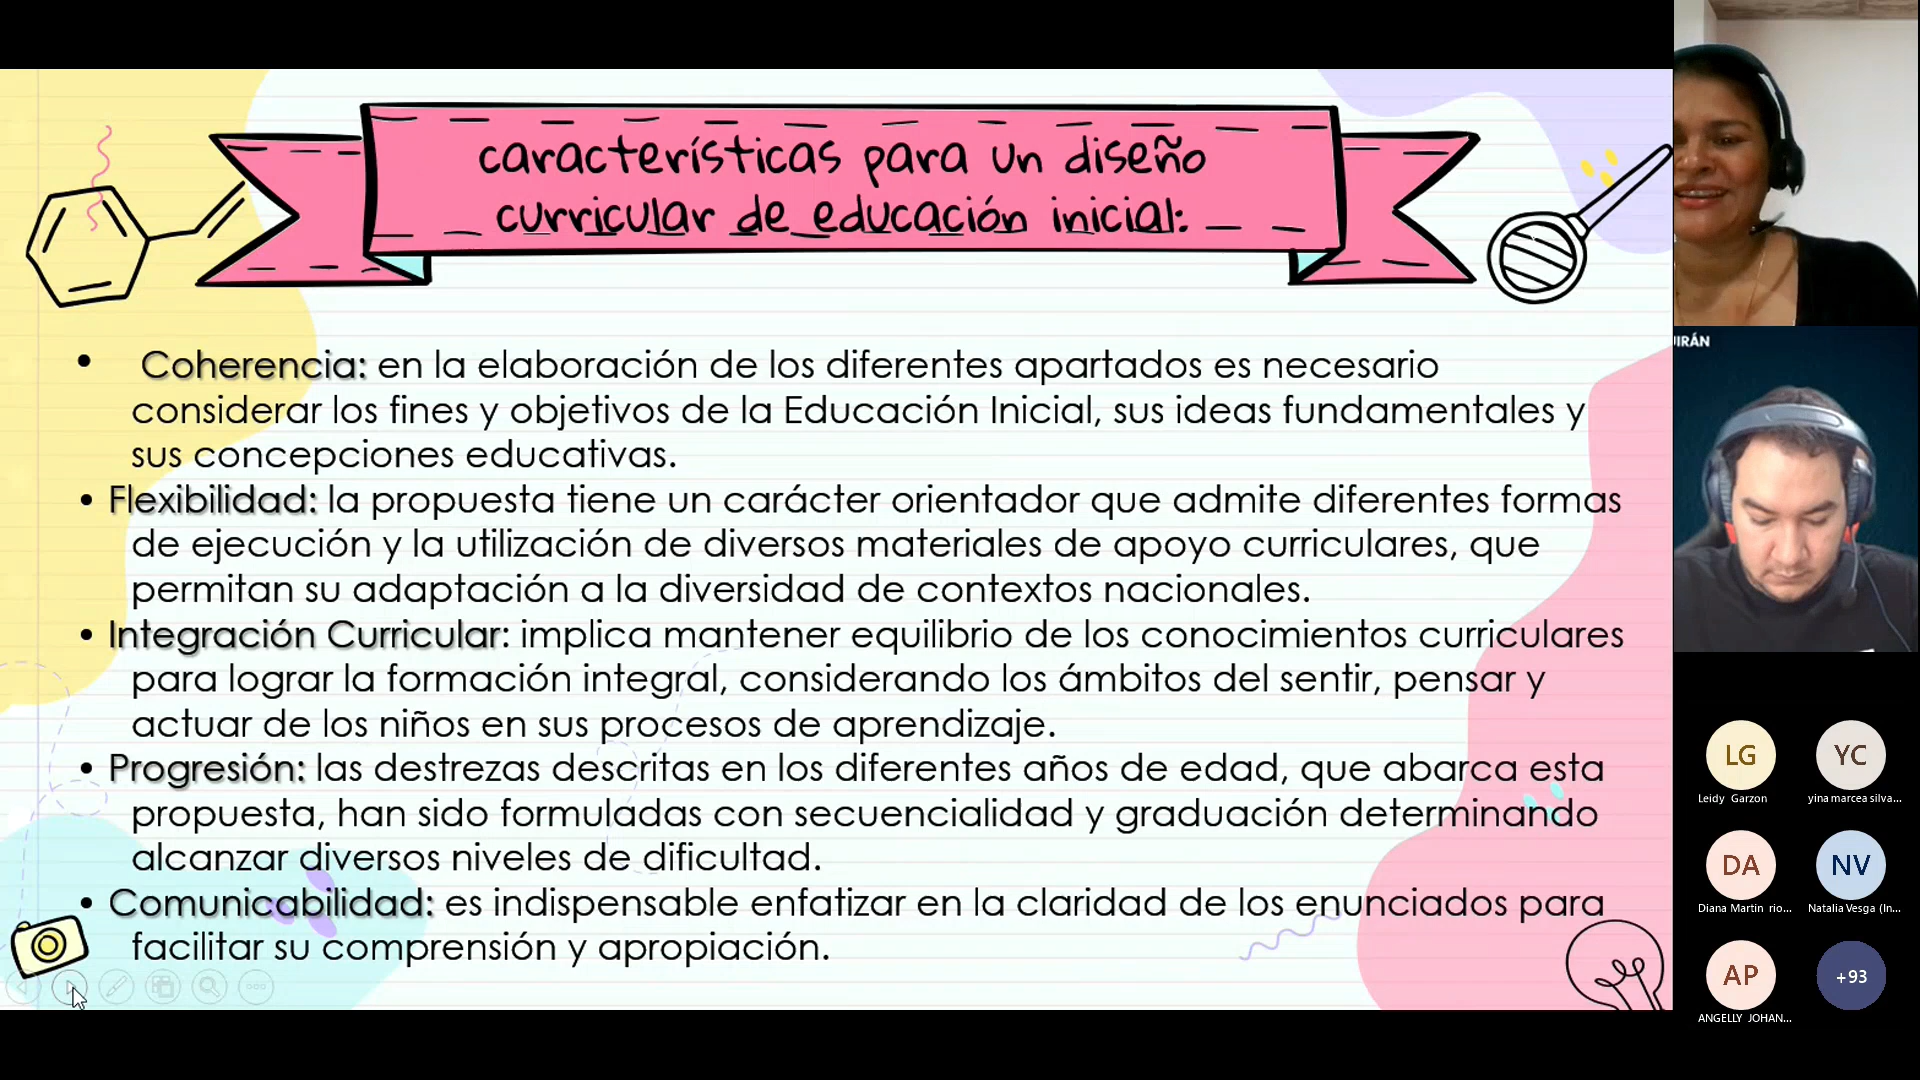 características para un diseño
curricular de educación inicial:
• Coherencia: en la elaboración de los diferentes apartados es necesario
considerar los fines y objetivos de la Educación Inicial, sus ideas fundamentales y
sus concepciones educativas.
• Flexibilidad: la propuesta tiene un carácter orientador que admite diferentes formas
de ejecución y la utilización de diversos materiales de apoyo curriculares, que
permitan su adaptación a la diversidad de contextos nacionales.
• Integración Curricular: implica mantener equilibrio de los conocimientos curriculares
para lograr la formación integral, considerando los ámbitos del sentir, pensar y
actuar de los niños en sus procesos de aprendizaje.
• Progresión: las destrezas descritas en los diferentes años de edad, que abarca esta
propuesta, han sido formuladas con secuencialidad y graduación determinando
alcanzar diversos niveles de dificultad.
• Comunicabilidad: es indispensable enfatizar en la claridad de los enunciados para
facilitar su comprensión y apropiación.
LG
Leidy Garzon
YC
yina marcea silva...
DA
Diana Martin rio...
NV
Natalia Vesga (In...
AP
ANGELLY JOHAN...
+93